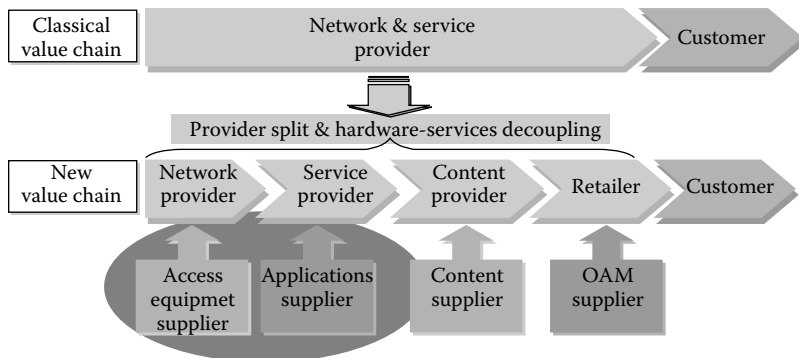 Classical
value chain
Network & service
provider
Customer
Provider split & hardware-services decoupling
New
value chain
Network
provider
Service
provider
Content
provider
Retailer
Customer
Access
equipmet
supplier
Applications
supplier
Content
supplier
OAM
supplier